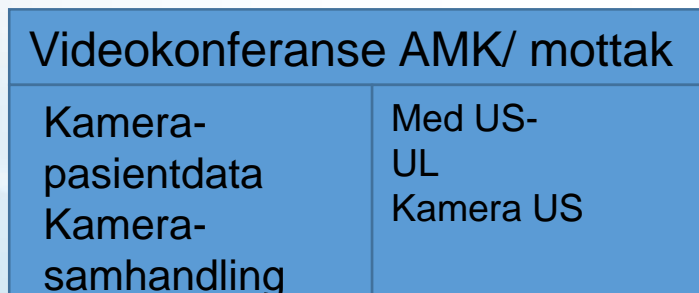 Videokonferanse AMK/ mottak
Kamera-
pasientdata
Kamera-
samhandling
Med US-
UL
Kamera US